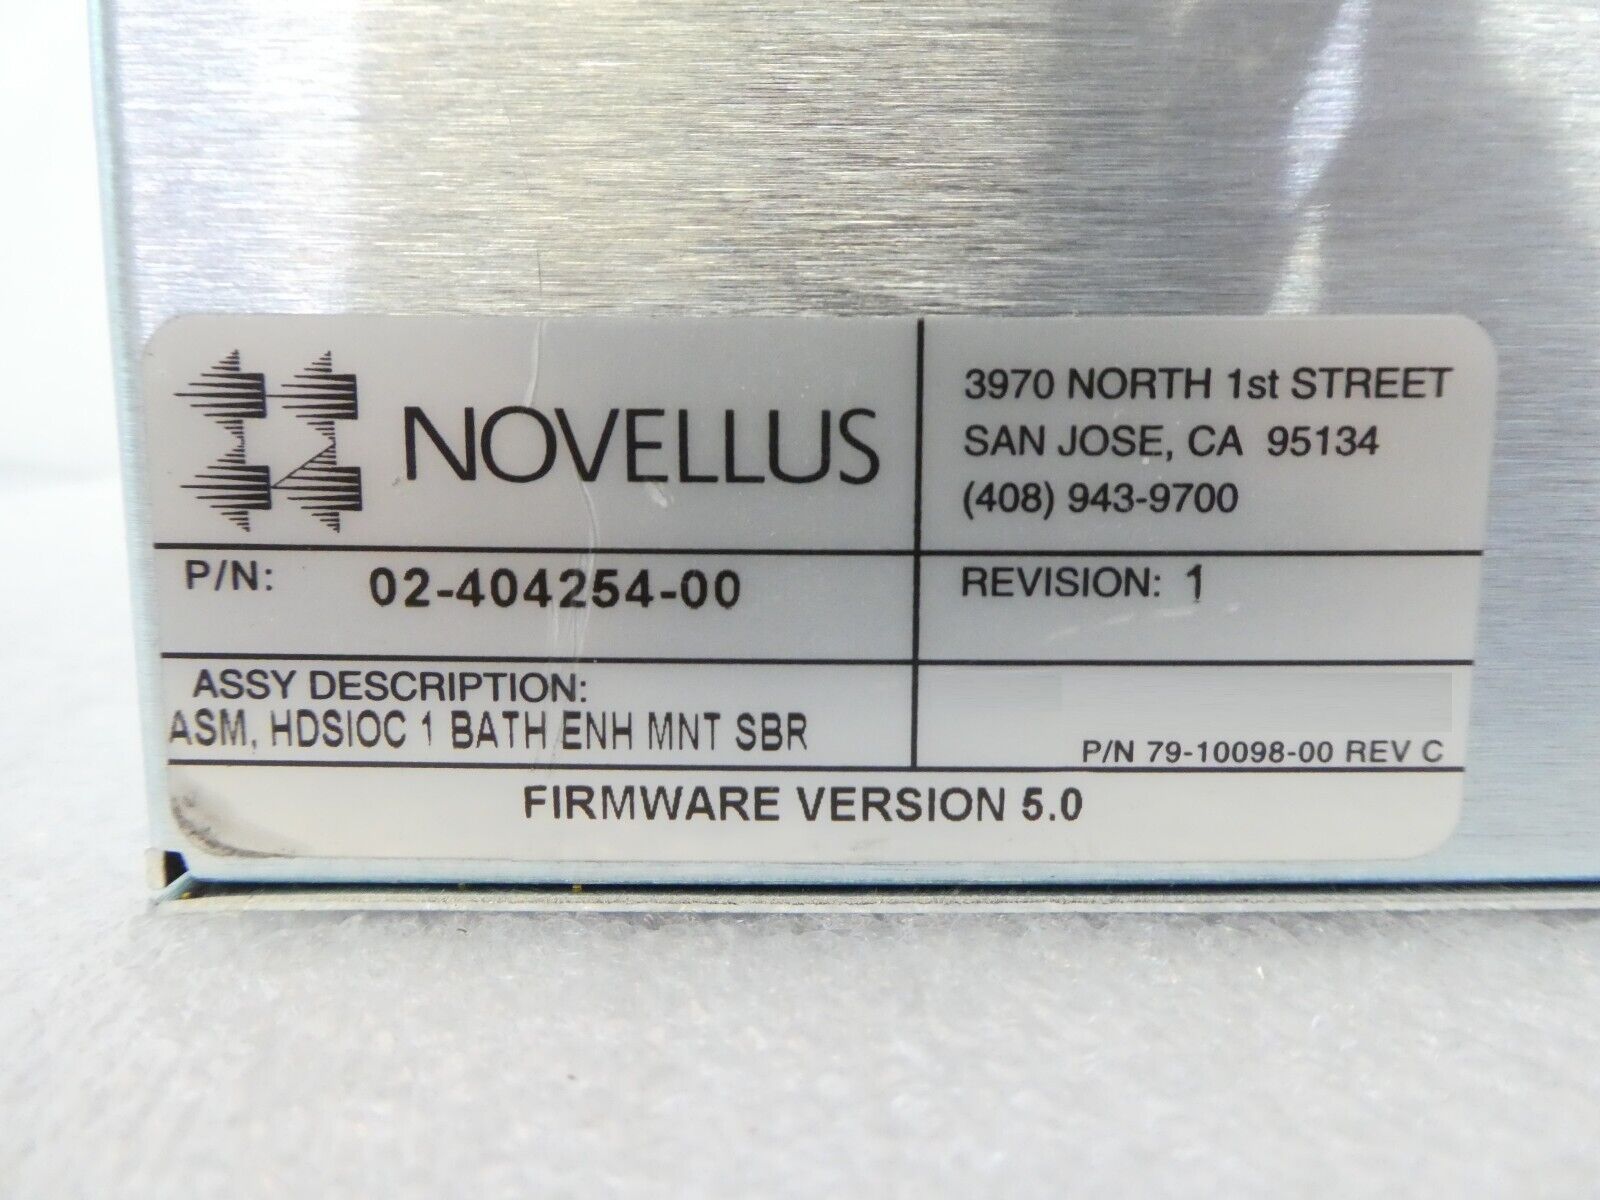 NOVELLUS
3970 NORTH 1st STREET
SAN JOSE, CA 95134
(408) 943-9700
P/N: 02-404254-00
REVISION: 1
ASSY DESCRIPTION:
ASM, HDSIOC 1 BATH ENH MNT SBR
P/N 79-10098-00 REV C
FIRMWARE VERSION 5.0